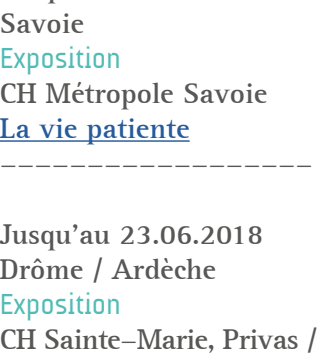 Savoie
Exposition
CH Métropole Savoie
La vie patiente
––––––––––––––––––
Jusqu’au 23.06.2018
Drôme / Ardèche
Exposition
CH Sainte–Marie, Privas /